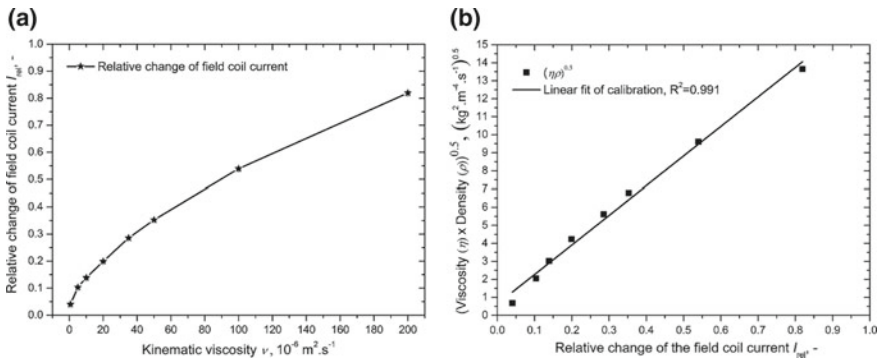 (a)
1.0
0.9
0.8
0.7
0.6
0.5
0.4
0.3
0.2
0.1
0.0
Relative change of field coil current I_rel, -
Relative change of field coil current
0 20 40 60 80 100 120 140 160 180 200
Kinematic viscosity ν, 10⁻⁶ m².s⁻¹
(b)
15
14
13
12
11
10
9
8
7
6
5
4
3
2
1
0
(Viscosity (η) x Density (ρ))^0.5, (kg².m⁻⁴.s⁻¹)^0.5
(ηρ)^0.5
Linear fit of calibration, R²=0.991
0.0 0.1 0.2 0.3 0.4 0.5 0.6 0.7 0.8 0.9 1.0
Relative change of the field coil current I_rel, -